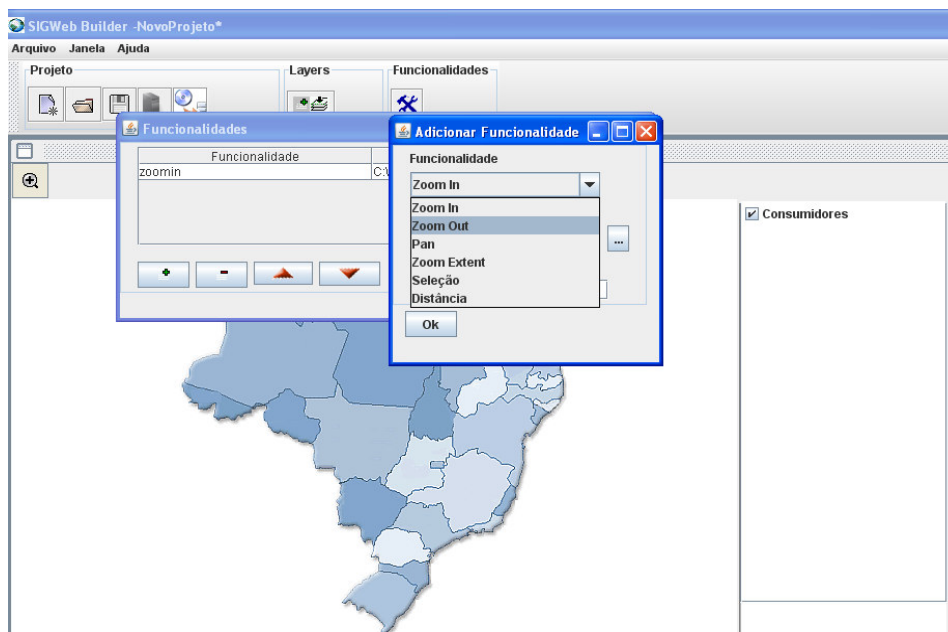 SIGWeb Builder -NovoProjeto*
Arquivo Janela Ajuda
Projeto Layers Funcionalidades
Funcionalidades
Funcionalidade
zoomin
Adicionar Funcionalidade
Funcionalidade
Zoom In
Zoom In
Zoom Out
Pan
Zoom Extent
Seleção
Distância
...
Ok
Consumidores